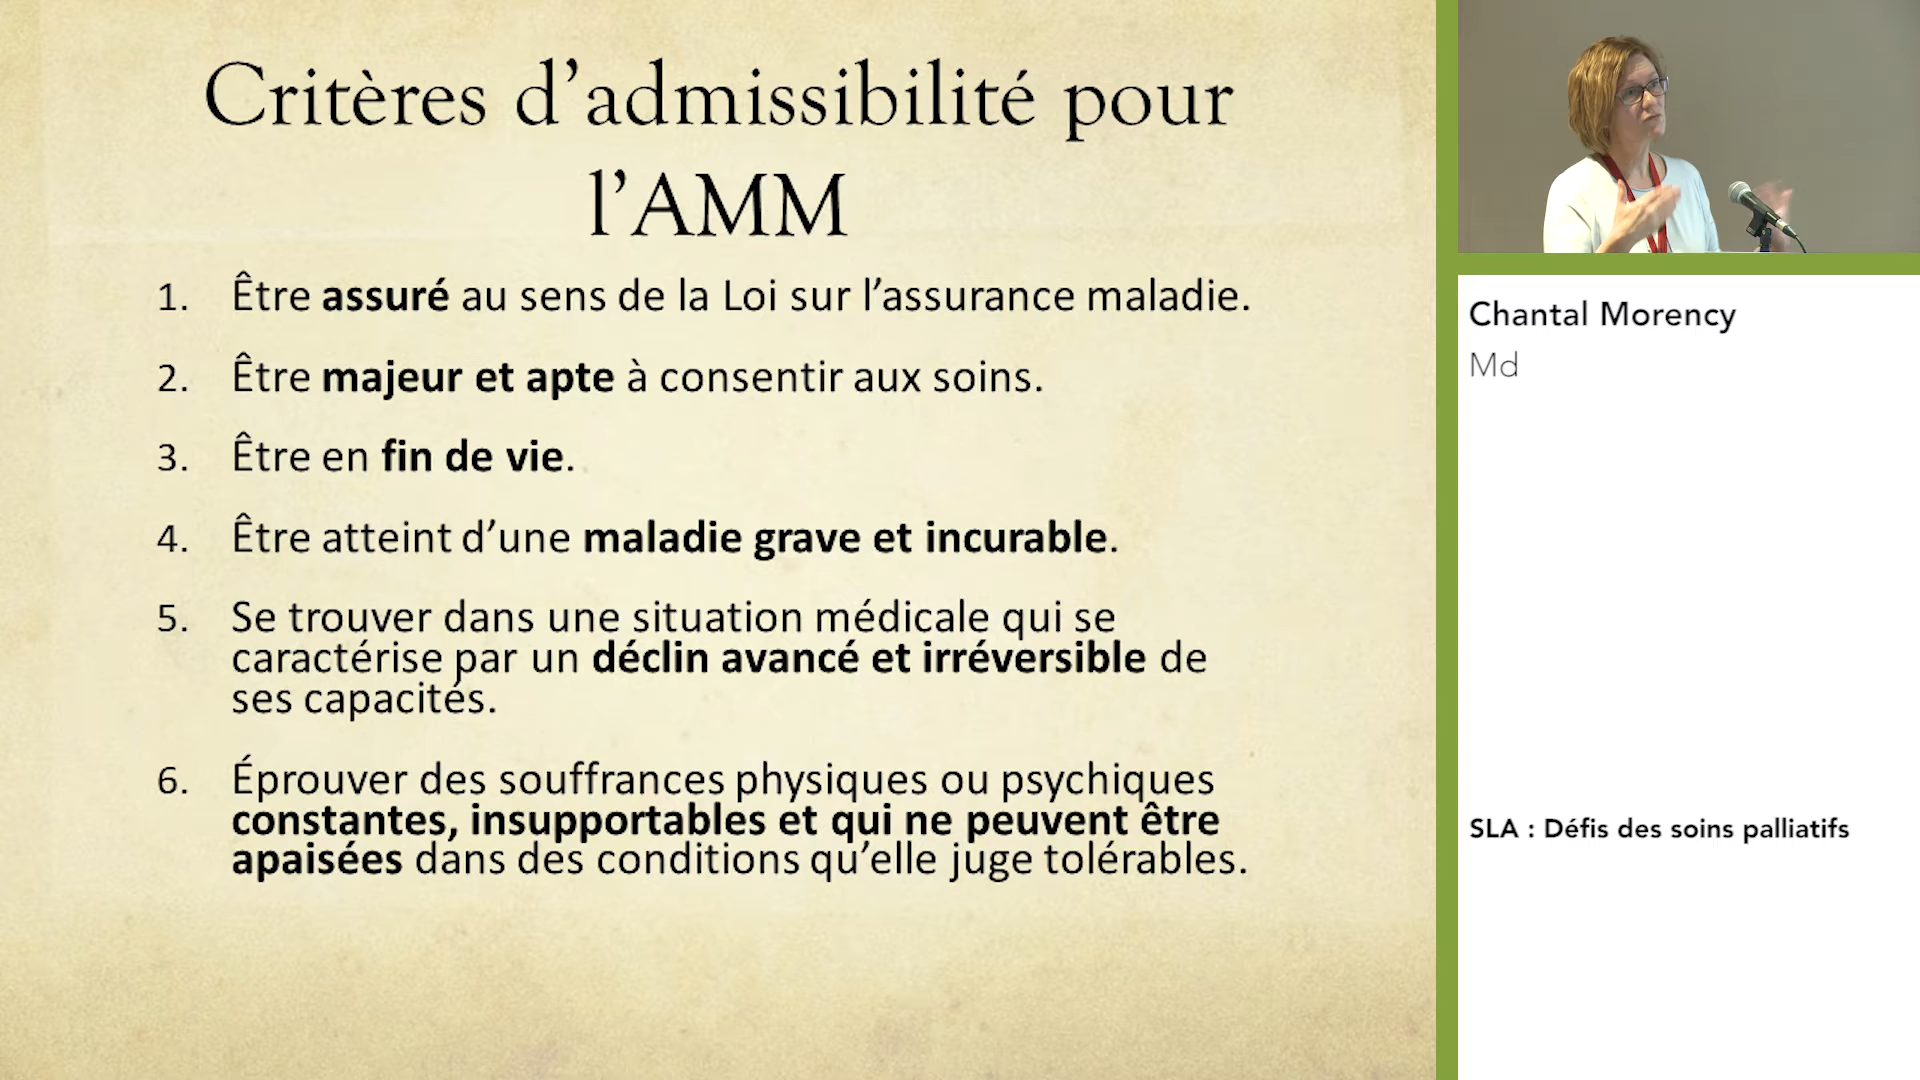 Critères d’admissibilité pour
l’AMM
1. Être assuré au sens de la Loi sur l’assurance maladie.
2. Être majeur et apte à consentir aux soins.
3. Être en fin de vie.
4. Être atteint d’une maladie grave et incurable.
5. Se trouver dans une situation médicale qui se
caractérise par un déclin avancé et irréversible de
ses capacités.
6. Éprouver des souffrances physiques ou psychiques
constantes, insupportables et qui ne peuvent être
apaisées dans des conditions qu’elle juge tolérables.
Chantal Morency
Md
SLA : Défis des soins palliatifs